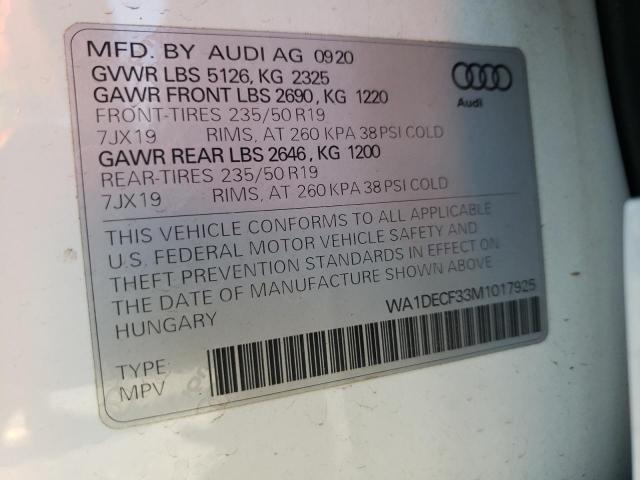 MFD. BY AUDI AG 0920
GVWR LBS 5126, KG 2325
GAWR FRONT LBS 2690, KG 1220
FRONT-TIRES 235/50 R19
7JX19 RIMS, AT 260 KPA 38 PSI COLD
GAWR REAR LBS 2646, KG 1200
REAR-TIRES 235/50 R19
7JX19 RIMS, AT 260 KPA 38 PSI COLD
Audi
THIS VEHICLE CONFORMS TO ALL APPLICABLE
U.S. FEDERAL MOTOR VEHICLE SAFETY AND
THEFT PREVENTION STANDARDS IN EFFECT ON
THE DATE OF MANUFACTURE SHOWN ABOVE
HUNGARY
WA1DECF33M1017925
TYPE:
MPV